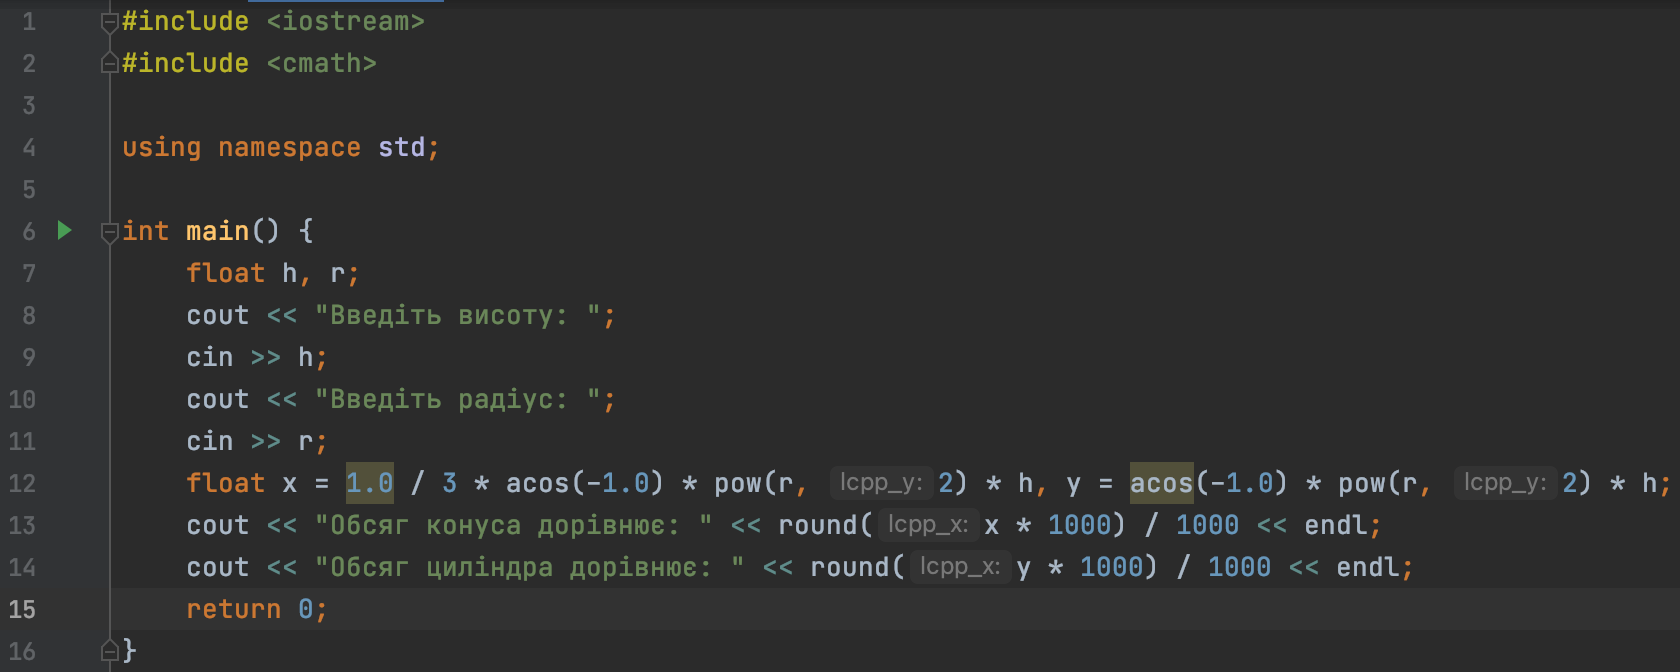 1 #include <iostream>
2 #include <cmath>
3
4 using namespace std;
5
6 int main() {
7 float h, r;
8 cout << "Введіть висоту: ";
9 cin >> h;
10 cout << "Введіть радіус: ";
11 cin >> r;
12 float x = 1.0 / 3 * acos(-1.0) * pow(r, lcpp_y: 2) * h, y = acos(-1.0) * pow(r, lcpp_y: 2) * h;
13 cout << "Обсяг конуса дорівнює: " << round( lcpp_x: x * 1000) / 1000 << endl;
14 cout << "Обсяг циліндра дорівнює: " << round( lcpp_x: y * 1000) / 1000 << endl;
15 return 0;
16 }